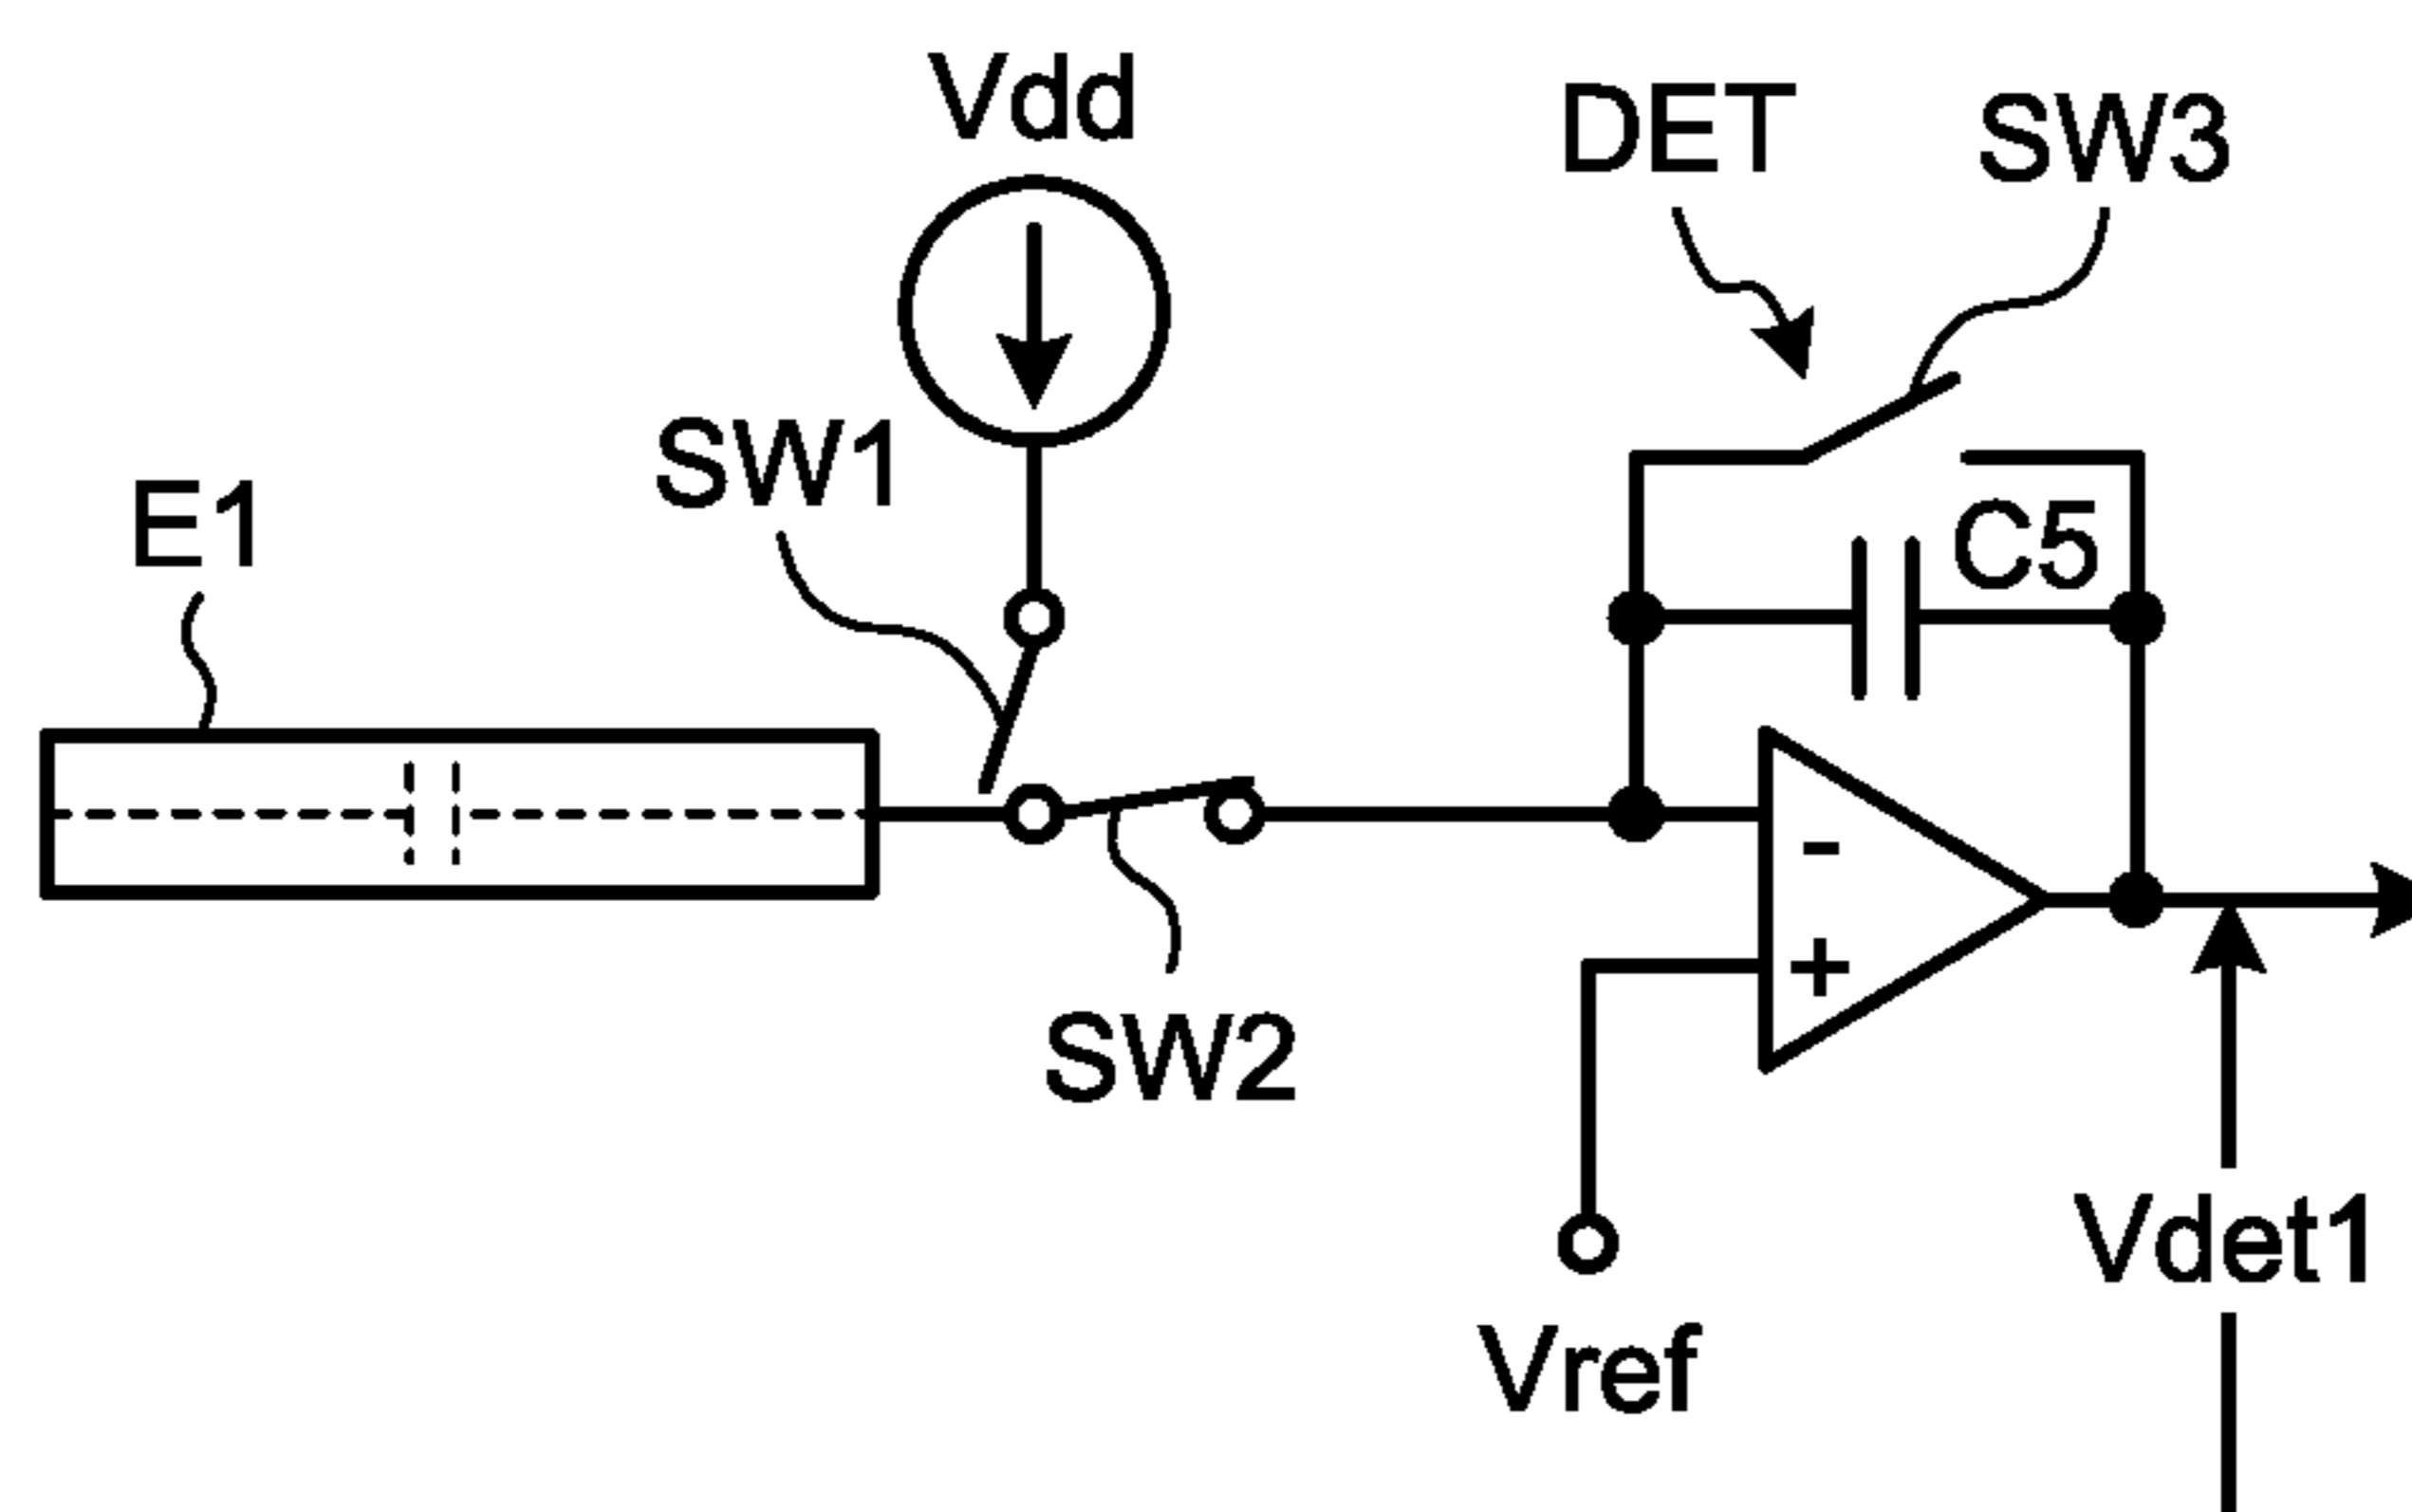 Vdd
DET
SW3
SW1
E1
C5
-
+
SW2
Vdet1
Vref